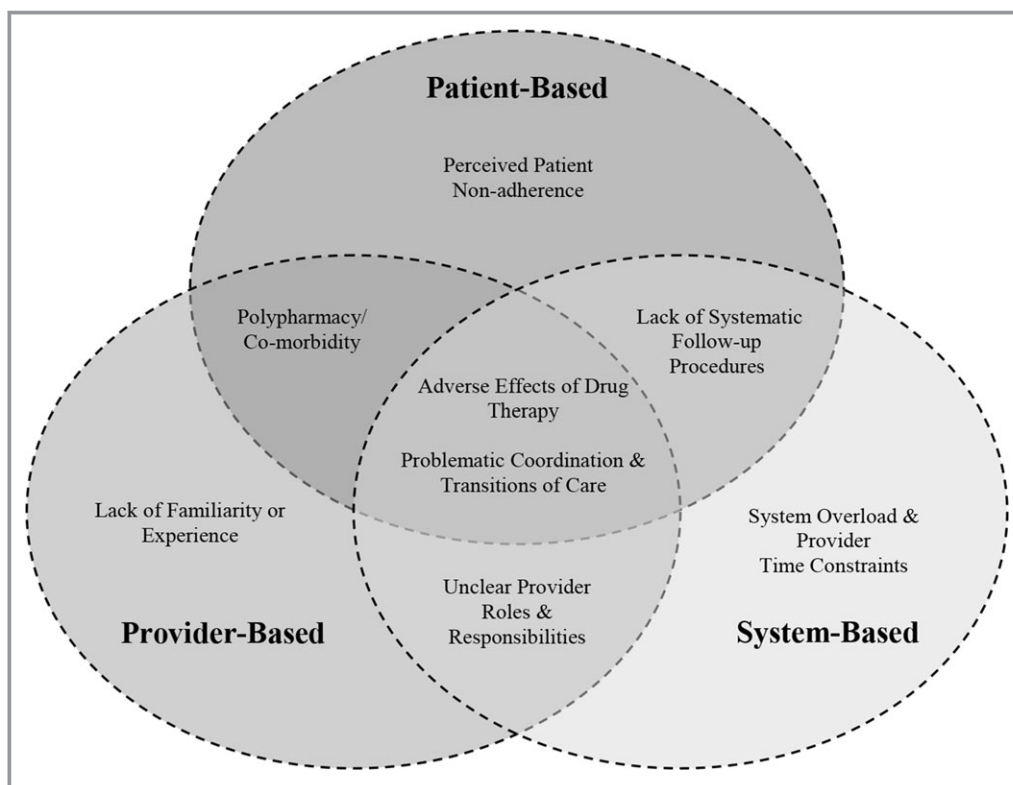 Patient-Based
Perceived Patient
Non-adherence
Polypharmacy/
Co-morbidity
Lack of Systematic
Follow-up
Procedures
Adverse Effects of Drug
Therapy
Problematic Coordination &
Transitions of Care
Lack of Familiarity or
Experience
System Overload &
Provider
Time Constraints
Unclear Provider
Roles &
Responsibilities
Provider-Based
System-Based